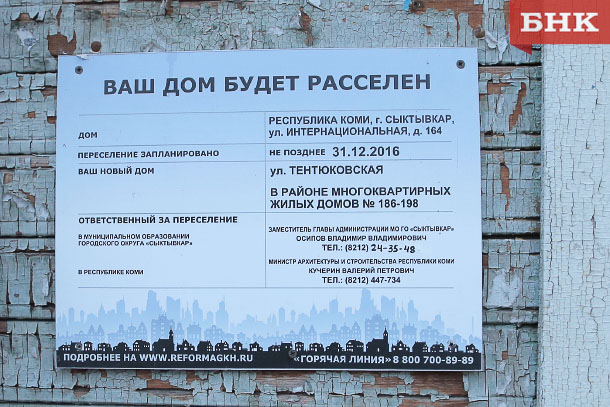 БНК
ВАШ ДОМ БУДЕТ РАССЕЛЕН
ДОМ
РЕСПУБЛИКА КОМИ, г. СЫКТЫВКАР,
ул. ИНТЕРНАЦИОНАЛЬНАЯ, д. 164
ПЕРЕСЕЛЕНИЕ ЗАПЛАНИРОВАНО
НЕ ПОЗДНЕЕ 31.12.2016
ВАШ НОВЫЙ ДОМ
ул. ТЕНТЮКОВСКАЯ
В РАЙОНЕ МНОГОКВАРТИРНЫХ
ЖИЛЫХ ДОМОВ № 186-198
ОТВЕТСТВЕННЫЙ ЗА ПЕРЕСЕЛЕНИЕ
В МУНИЦИПАЛЬНОМ ОБРАЗОВАНИИ
ГОРОДСКОГО ОКРУГА «СЫКТЫВКАР»
ЗАМЕСТИТЕЛЬ ГЛАВЫ АДМИНИСТРАЦИИ МО ГО «СЫКТЫВКАР»
ОСИПОВ ВЛАДИМИР ВЛАДИМИРОВИЧ
ТЕЛ.: (8212) 24-35-48
В РЕСПУБЛИКЕ КОМИ
МИНИСТР АРХИТЕКТУРЫ И СТРОИТЕЛЬСТВА РЕСПУБЛИКИ КОМИ
КУЧЕРИН ВАЛЕРИЙ ПЕТРОВИЧ
ТЕЛ.: (8212) 447-734
ПОДРОБНЕЕ НА WWW.REFORMAGKH.RU
«ГОРЯЧАЯ ЛИНИЯ» 8 800 700-89-89